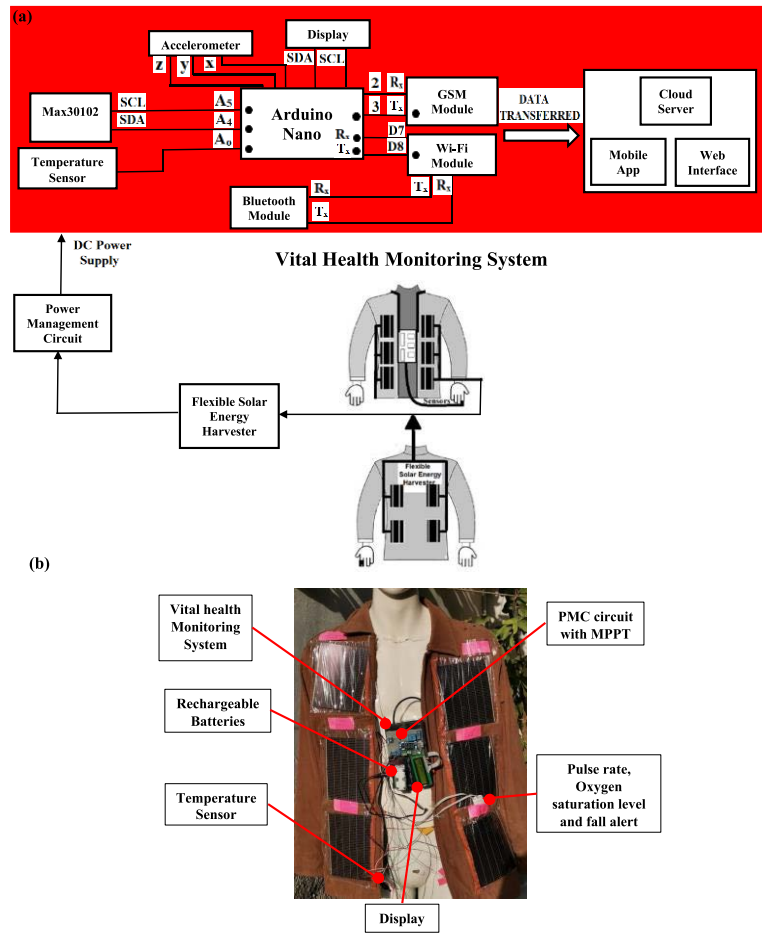 (a)
Accelerometer
z y x
Display
SDA SCL
Max30102
SCL
SDA
A5
A4
A0
Temperature
Sensor
Arduino
Nano
Rx
Tx
2 Rx
3 Tx
D7
D8
GSM
Module
Wi-Fi
Module
Tx Rx
Bluetooth
Module
Rx
Tx
DATA
TRANSFERRED
Cloud
Server
Mobile
App
Web
Interface
DC Power
Supply
Vital Health Monitoring System
Power
Management
Circuit
Sensors
Flexible Solar
Energy
Harvester
Flexible
Solar Energy
Harvester
(b)
Vital health
Monitoring
System
PMC circuit
with MPPT
Rechargeable
Batteries
Temperature
Sensor
Pulse rate,
Oxygen
saturation level
and fall alert
Display